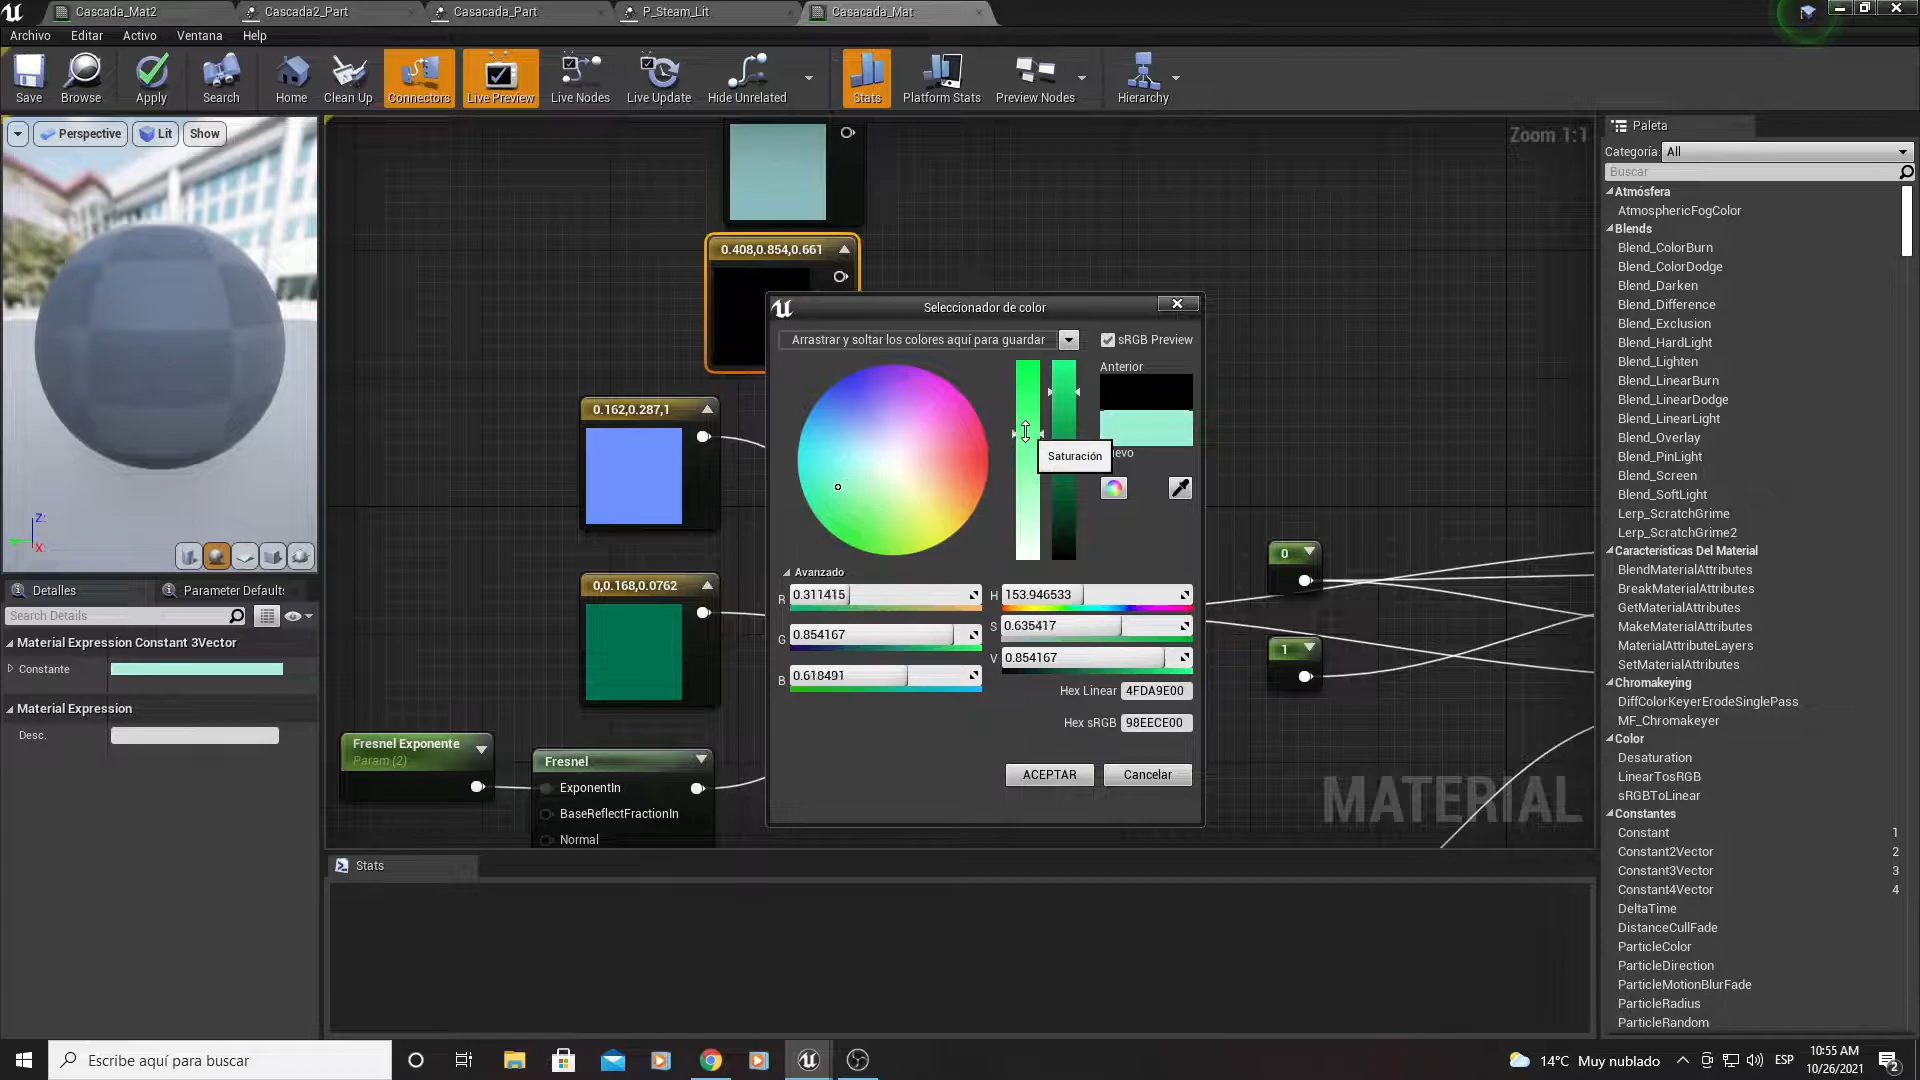 Cascada_Mat2
Cascada2_Part
Casacada_Part
P_Steam_Lit
Casacada_Mat
Archivo
Editar
Activo
Ventana
Help
Save
Browse
Apply
Search
Home
Clean Up
Connectors
Live Preview
Live Nodes
Live Update
Hide Unrelated
Stats
Platform Stats
Preview Nodes
Hierarchy
Perspective
Lit
Show
Z:
X:
Zoom 1:1
0.408,0.854,0.661
0.162,0.287,1
0,0.168,0.0762
Fresnel Exponente
Param (2)
Fresnel
ExponentIn
BaseReflectFractionIn
Normal
0
1
MATERIAL
Seleccionador de color
Arrastrar y soltar los colores aquí para guardar
sRGB Preview
Anterior
Saturación
evo
Avanzado
R 0.311415
G 0.854167
B 0.618491
H 153.946533
S 0.635417
V 0.854167
Hex Linear 4FDA9E00
Hex sRGB 98EECE00
ACEPTAR
Cancelar
Detalles
Parameter Default
Search Details
Material Expression Constant 3Vector
Constante
Material Expression
Desc.
Stats
Paleta
Categoría: All
Buscar
Atmósfera
AtmosphericFogColor
Blends
Blend_ColorBurn
Blend_ColorDodge
Blend_Darken
Blend_Difference
Blend_Exclusion
Blend_HardLight
Blend_Lighten
Blend_LinearBurn
Blend_LinearDodge
Blend_LinearLight
Blend_Overlay
Blend_PinLight
Blend_Screen
Blend_SoftLight
Lerp_ScratchGrime
Lerp_ScratchGrime2
Características Del Material
BlendMaterialAttributes
BreakMaterialAttributes
GetMaterialAttributes
MakeMaterialAttributes
MaterialAttributeLayers
SetMaterialAttributes
Chromakeying
DiffColorKeyerErodeSinglePass
MF_Chromakeyer
Color
Desaturation
LinearTosRGB
sRGBToLinear
Constantes
Constant 1
Constant2Vector 2
Constant3Vector 3
Constant4Vector 4
DeltaTime
DistanceCullFade
ParticleColor
ParticleDirection
ParticleMotionBlurFade
ParticleRadius
ParticleRandom
Escribe aquí para buscar
14°C Muy nublado
ESP
10:55 AM
10/26/2021
2